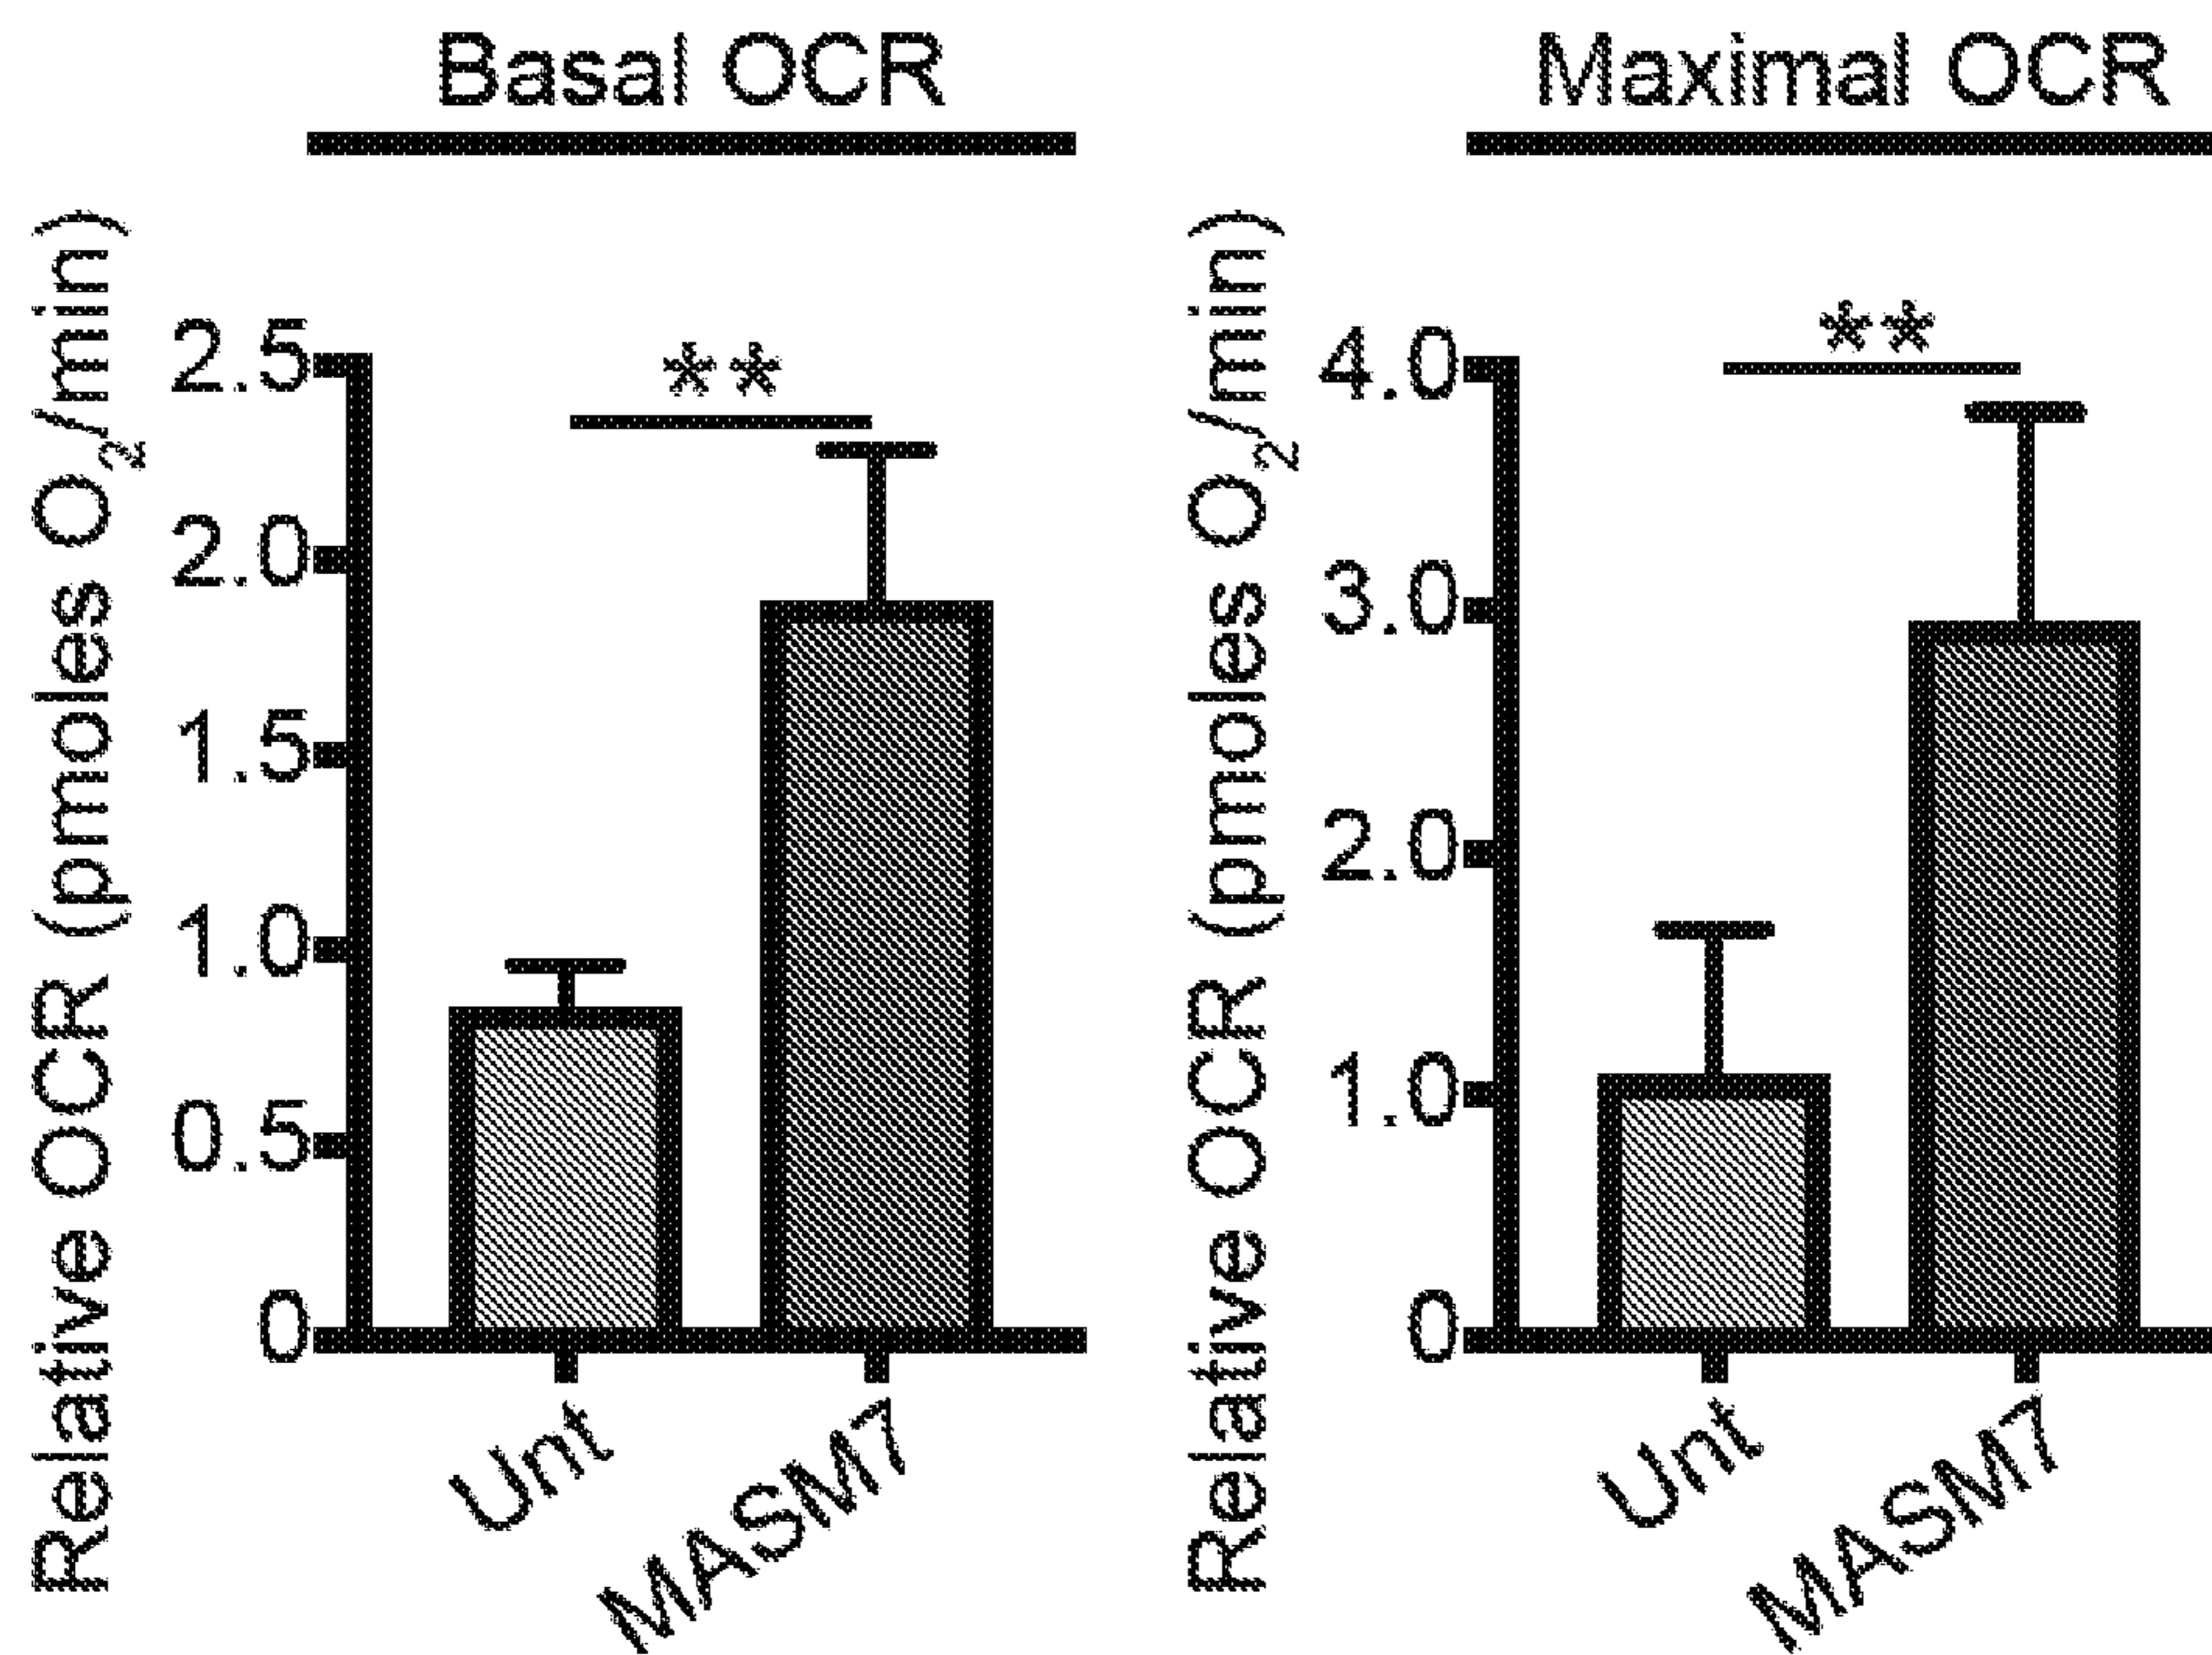 Basal OCR
Relative OCR (pmoles O₂/min)
**
2.5
2.0
1.5
1.0
0.5
0
Unt
MASM7
Maximal OCR
Relative OCR (pmoles O₂/min)
**
4.0
3.0
2.0
1.0
0
Unt
MASM7